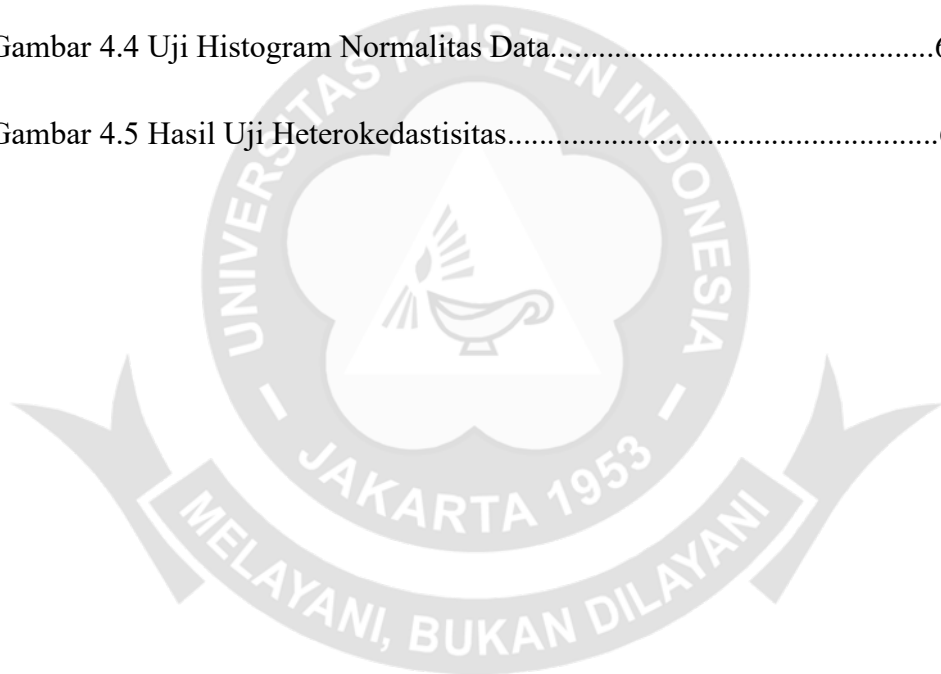 Gambar 4.4 Uji Histogram Normalitas Data............................................6
Gambar 4.5 Hasil Uji Heterokedastisitas.................................................
UNIVERSITAS KRISTEN INDONESIA
JAKARTA 1953
MELAYANI, BUKAN DILAYANI